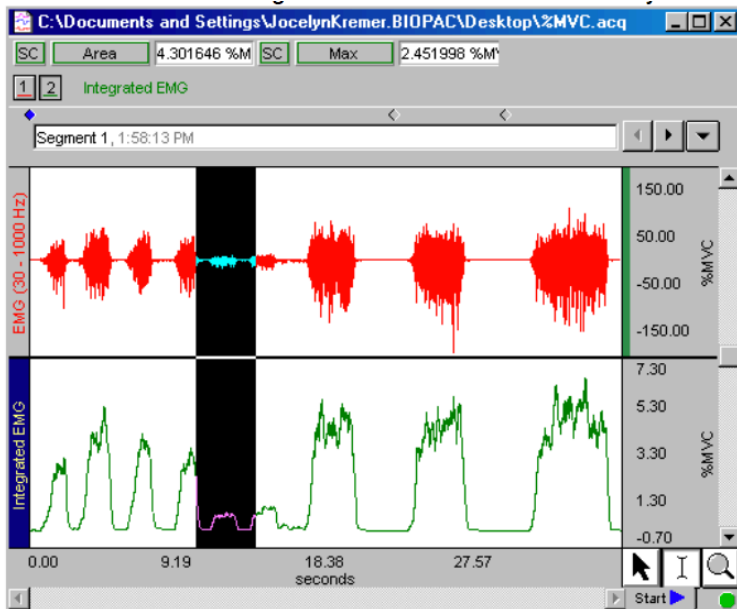 C:\Documents and Settings\JocelynKremer.BIOPAC\Desktop\%MVC.acq
SC Area 4.301646 %M SC Max 2.451998 %M
1 2 Integrated EMG
Segment 1, 1:58:13 PM
EMG (30 - 1000 Hz)
150.00
50.00
-50.00
-150.00
%MVC
Integrated EMG
7.30
5.30
3.30
1.30
-0.70
%MVC
0.00 9.19 18.38 27.57
seconds
Start